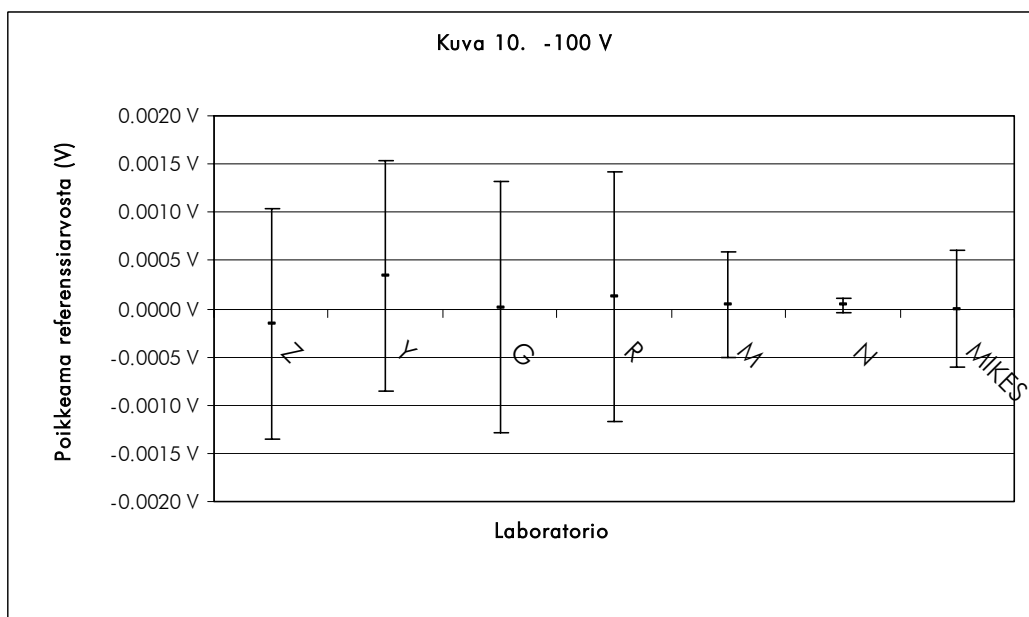 Kuva 10.   -100 V
Poikkeama referenssiarvosta (V)
0.0020 V
0.0015 V
0.0010 V
0.0005 V
0.0000 V
-0.0005 V
-0.0010 V
-0.0015 V
-0.0020 V
Z
Y
G
R
M
N
MIKES
Laboratorio